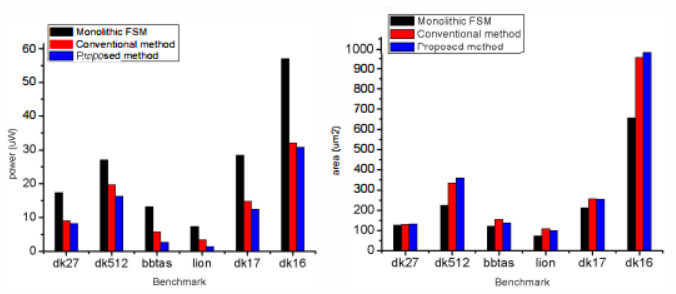 Monolithic FSM
Conventional method
Proposed method
60
50
40
30
20
10
0
power (uW)
dk27 dk512 bbtas lion dk17 dk16
Benchmark
Monolithic FSM
Conventional method
Proposed method
1000
900
800
700
600
500
400
300
200
100
0
area (um2)
dk27 dk512 bbtas lion dk17 dk16
Benchmark